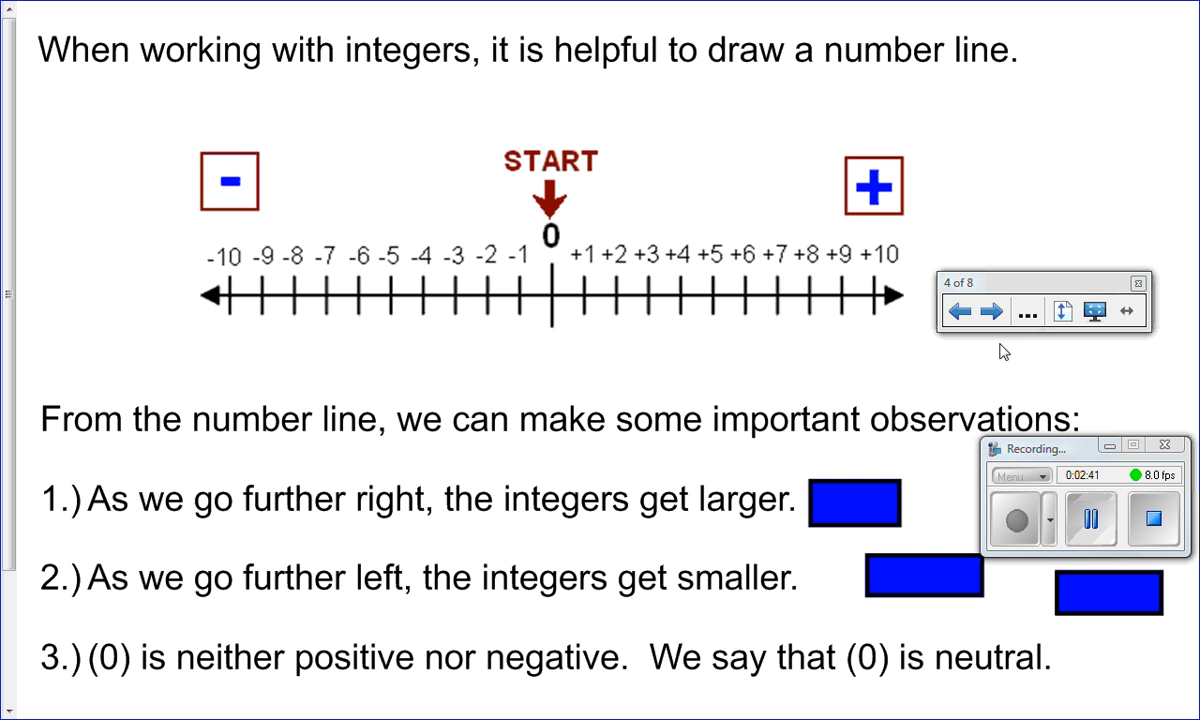 When working with integers, it is helpful to draw a number line.
-
START
+
0
-10 -9 -8 -7 -6 -5 -4 -3 -2 -1 +1 +2 +3 +4 +5 +6 +7 +8 +9 +10
4 of 8
...
From the number line, we can make some important observations:
Recording...
Menu 0:02:41 8.0 fps
1.) As we go further right, the integers get larger.
2.) As we go further left, the integers get smaller.
3.) (0) is neither positive nor negative. We say that (0) is neutral.